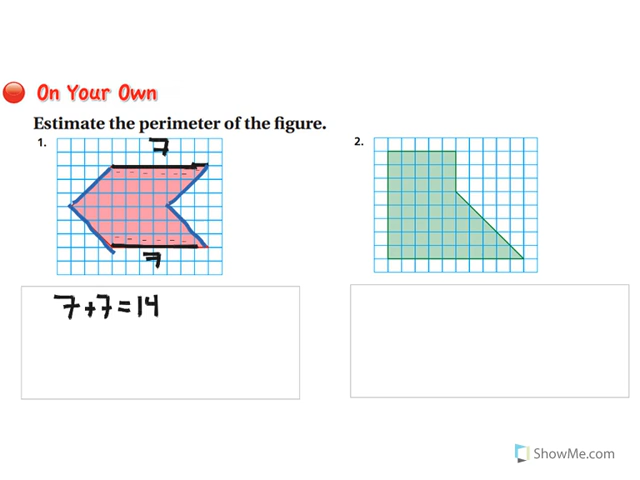 On Your Own
Estimate the perimeter of the figure.
1.
7
2.
7
7+7=14
ShowMe.com